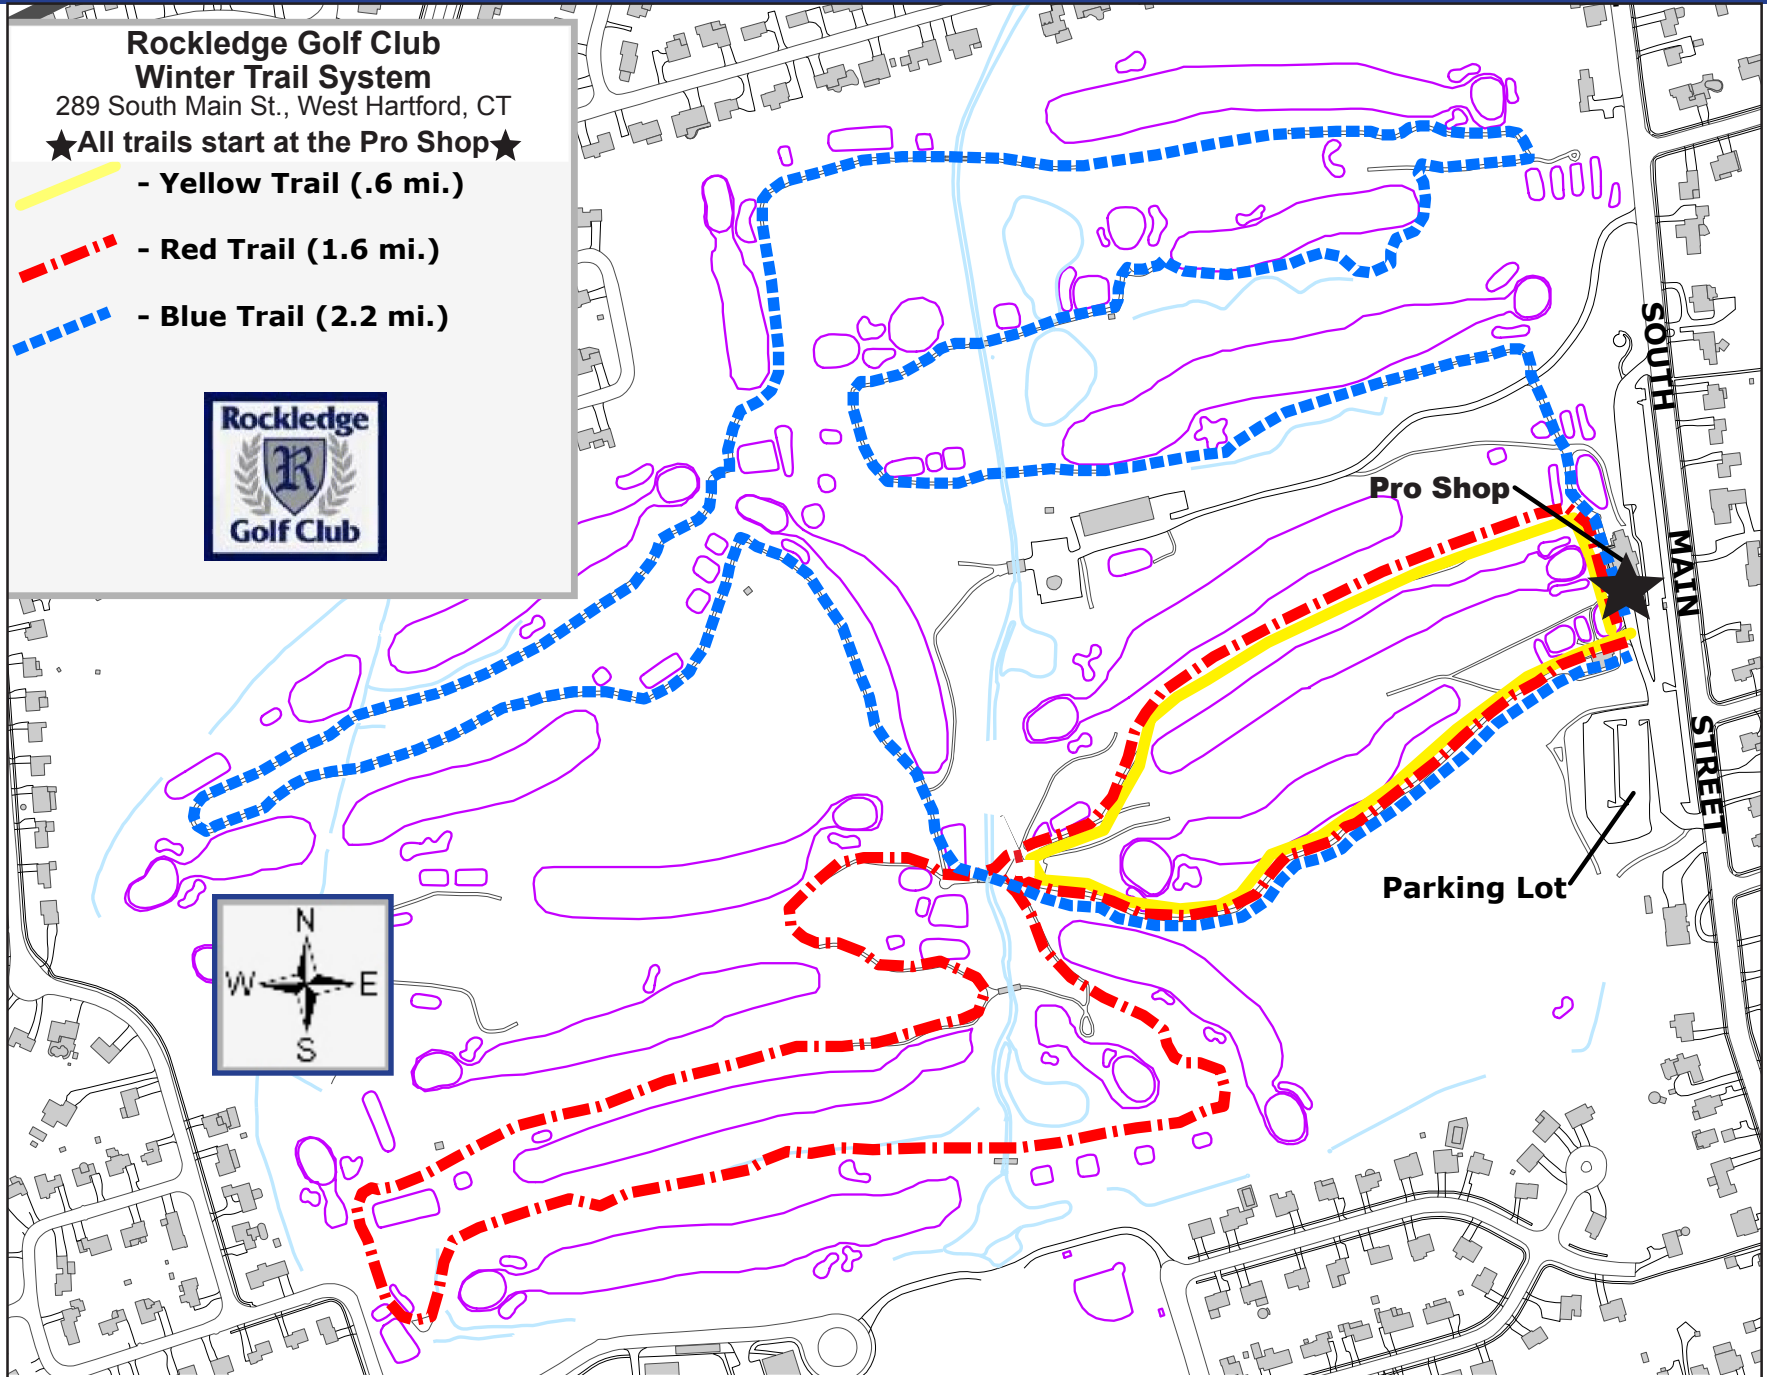 Rockledge Golf Club
Winter Trail System
289 South Main St., West Hartford, CT
★All trails start at the Pro Shop★
- Yellow Trail (.6 mi.)
- Red Trail (1.6 mi.)
- Blue Trail (2.2 mi.)
Rockledge
R
Golf Club
SOUTH
MAIN
STREET
Pro Shop
Parking Lot
N
W E
S